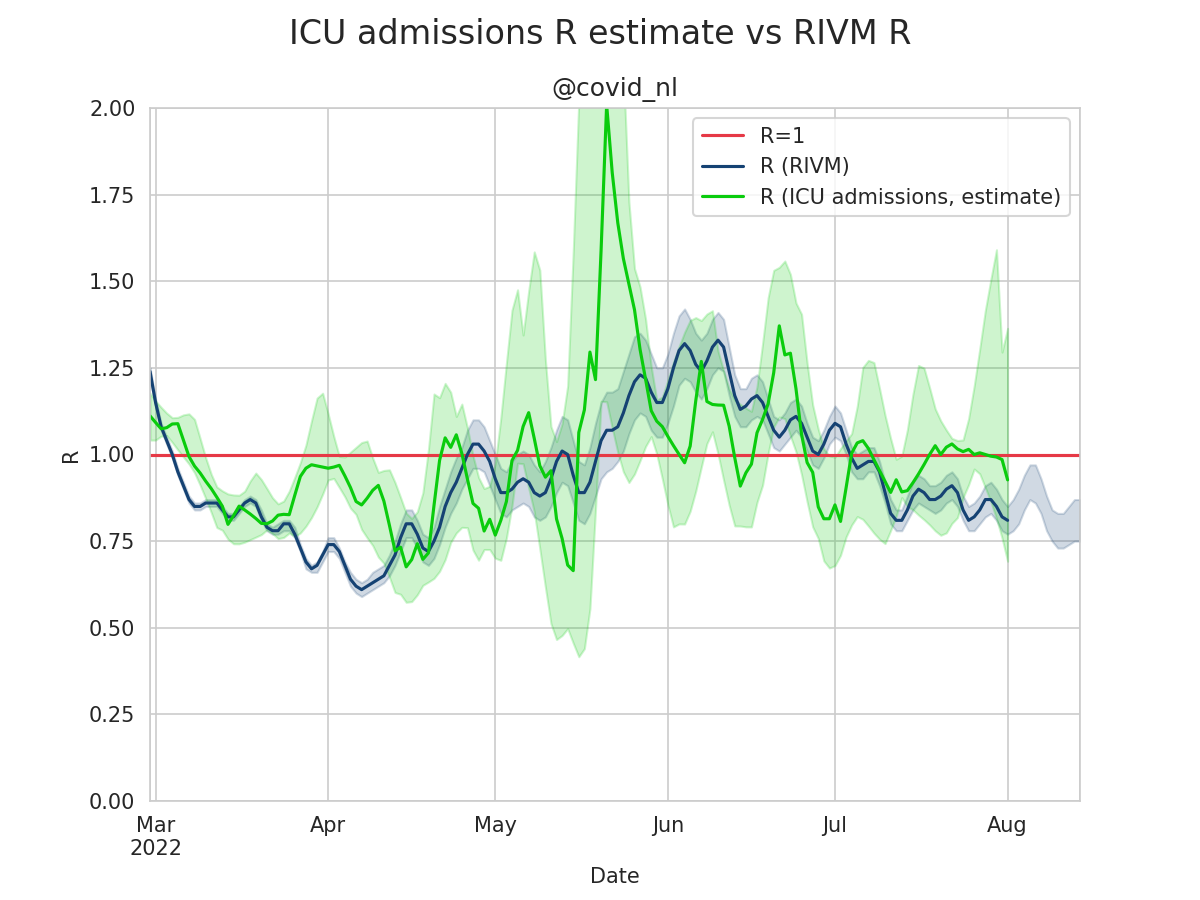 ICU admissions R estimate vs RIVM R
@covid_nl
R=1
R (RIVM)
R (ICU admissions, estimate)
2.00
1.75
1.50
1.25
1.00
0.75
0.50
0.25
0.00
R
Mar Apr May Jun Jul Aug
2022
Date